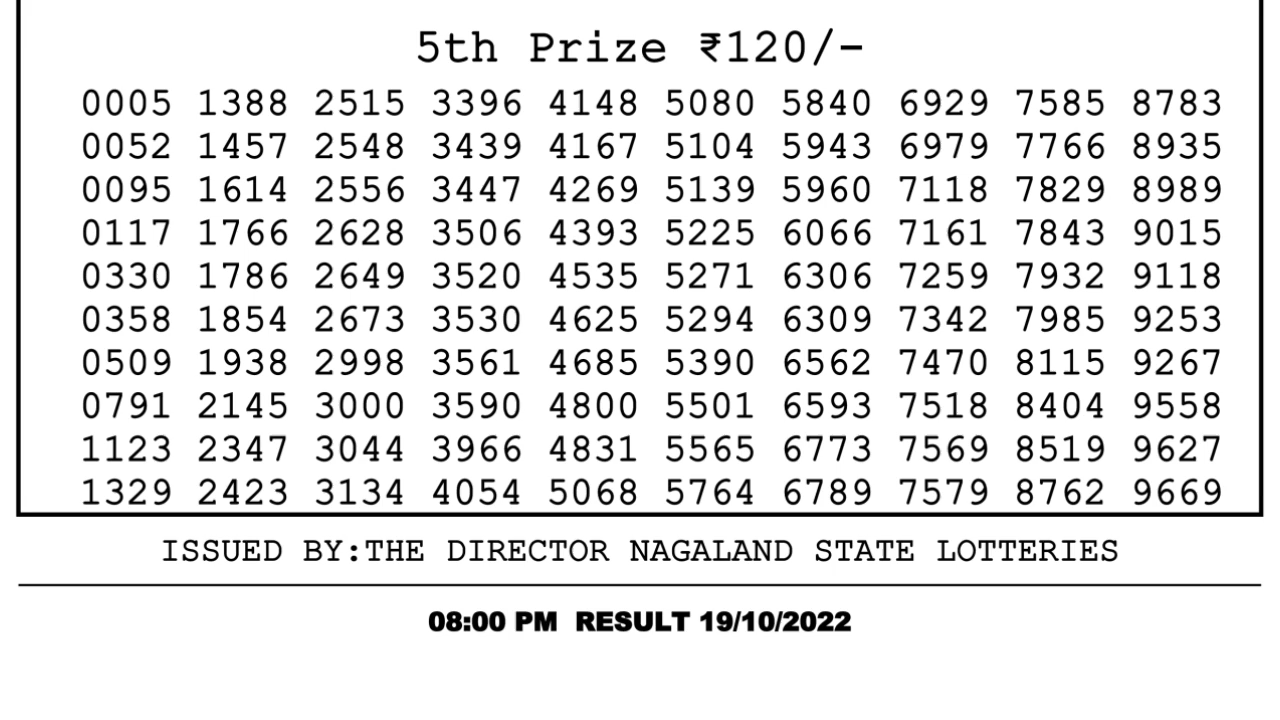 5th Prize ₹120/-
0005 1388 2515 3396 4148 5080 5840 6929 7585 8783
0052 1457 2548 3439 4167 5104 5943 6979 7766 8935
0095 1614 2556 3447 4269 5139 5960 7118 7829 8989
0117 1766 2628 3506 4393 5225 6066 7161 7843 9015
0330 1786 2649 3520 4535 5271 6306 7259 7932 9118
0358 1854 2673 3530 4625 5294 6309 7342 7985 9253
0509 1938 2998 3561 4685 5390 6562 7470 8115 9267
0791 2145 3000 3590 4800 5501 6593 7518 8404 9558
1123 2347 3044 3966 4831 5565 6773 7569 8519 9627
1329 2423 3134 4054 5068 5764 6789 7579 8762 9669
ISSUED BY:THE DIRECTOR NAGALAND STATE LOTTERIES
08:00 PM RESULT 19/10/2022